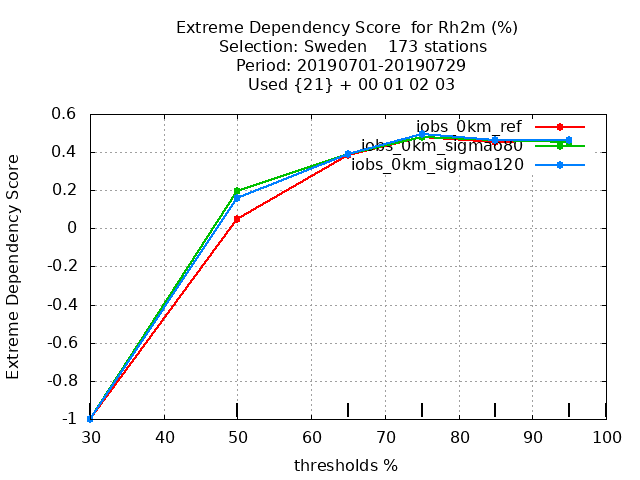 Extreme Dependency Score  for Rh2m (%)
Selection: Sweden    173 stations
Period: 20190701-20190729
Used {21} + 00 01 02 03
Extreme Dependency Score
0.6
0.4
0.2
0
-0.2
-0.4
-0.6
-0.8
-1
iobs_0km_ref
iobs_0km_sigmao80
iobs_0km_sigmao120
30 40 50 60 70 80 90 100
thresholds %